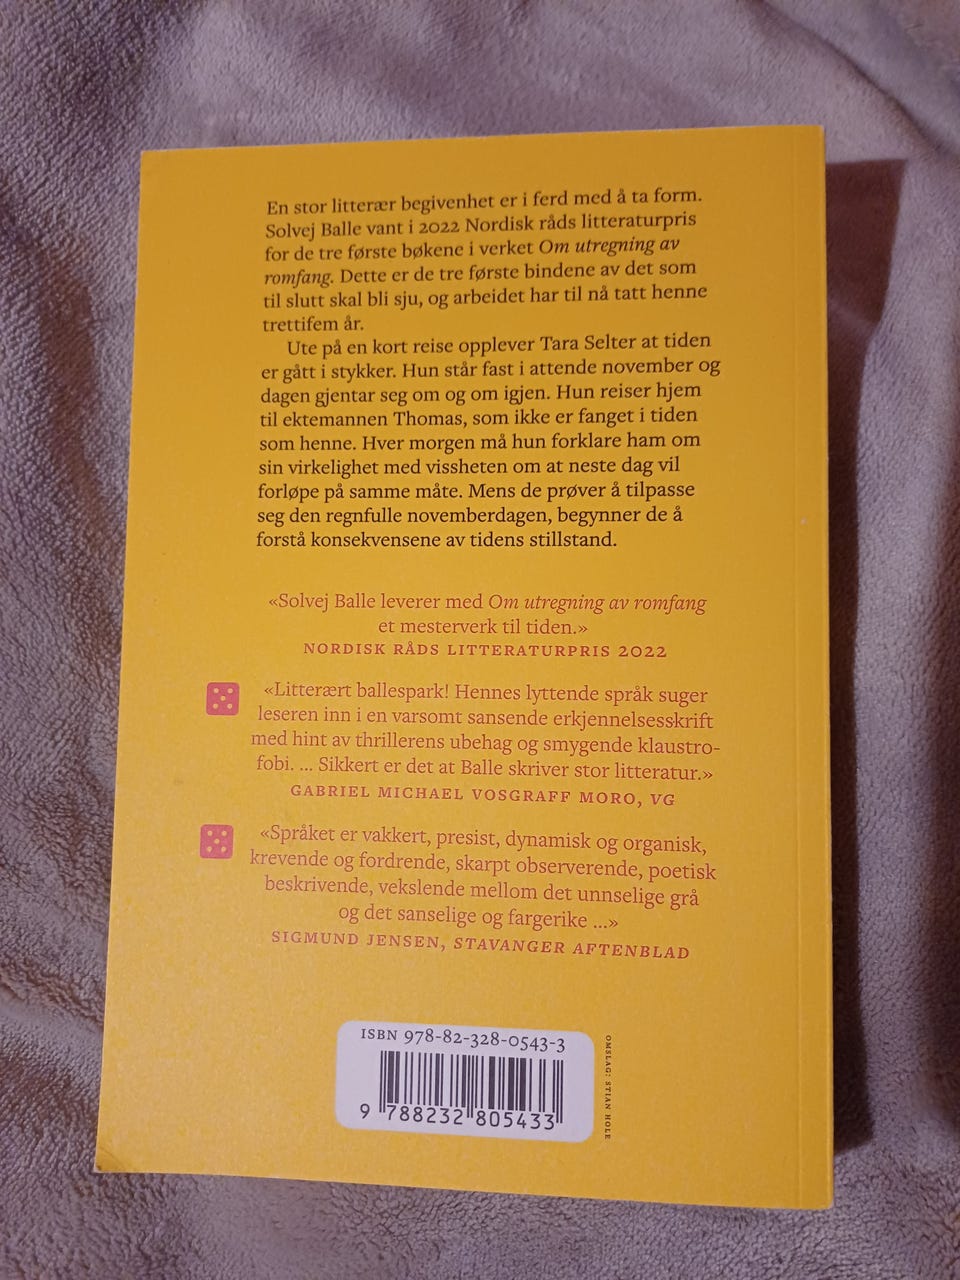 En stor litterær begivenhet er i ferd med å ta form.
Solvej Balle vant i 2022 Nordisk råds litteraturpris
for de tre første bøkene i verket Om utregning av
romfang. Dette er de tre første bindene av det som
til slutt skal bli sju, og arbeidet har til nå tatt henne
trettifem år.
Ute på en kort reise opplever Tara Selter at tiden
er gått i stykker. Hun står fast i attende november og
dagen gjentar seg om og om igjen. Hun reiser hjem
til ektemannen Thomas, som ikke er fanget i tiden
som henne. Hver morgen må hun forklare ham om
sin virkelighet med vissheten om at neste dag vil
forløpe på samme måte. Mens de prøver å tilpasse
seg den regnfulle novemberdagen, begynner de å
forstå konsekvensene av tidens stillstand.
«Solvej Balle leverer med Om utregning av romfang
et mesterverk til tiden.»
NORDISK RÅDS LITTERATURPRIS 2022
«Litterært ballespark! Hennes lyttende språk suger
leseren inn i en varsomt sansende erkjennelsesskrift
med hint av thrillerens ubehag og smygende klaustro-
fobi. ... Sikkert er det at Balle skriver stor litteratur.»
GABRIEL MICHAEL VOSGRAFF MORO, VG
«Språket er vakkert, presist, dynamisk og organisk,
krevende og fordrende, skarpt observerende, poetisk
beskrivende, vekslende mellom det unnselige grå
og det sanselige og fargerike ...»
SIGMUND JENSEN, STAVANGER AFTENBLAD
ISBN 978-82-328-0543-3
9 788232 805433
OMSLAG: STIAN HOLE